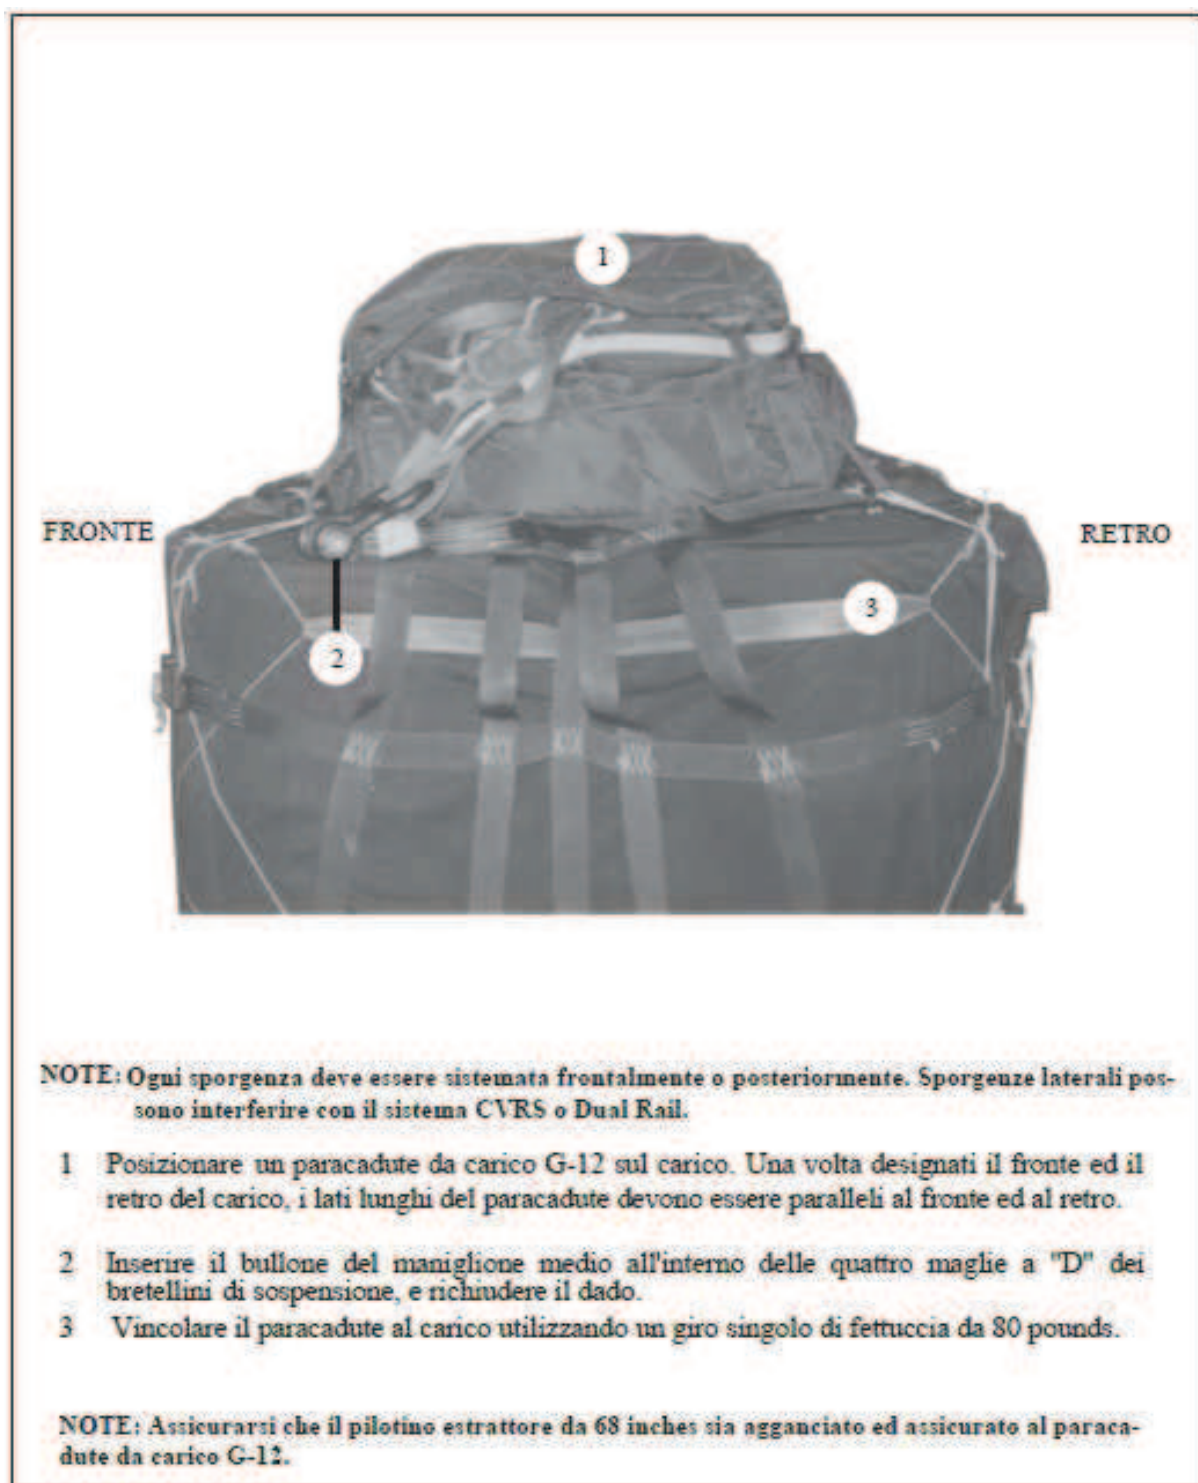 1
FRONTE
RETRO
3
2
NOTE: Ogni sporgenza deve essere sistemata frontalmente o posteriormente. Sporgenze laterali pos-
sono interferire con il sistema CVRS o Dual Rail.
1 Posizionare un paracadute da carico G-12 sul carico. Una volta designati il fronte ed il
retro del carico, i lati lunghi del paracadute devono essere paralleli al fronte ed al retro.
2 Inserire il bullone del maniglione medio all'interno delle quattro maglie a "D" dei
bretellini di sospensione, e richiudere il dado.
3 Vincolare il paracadute al carico utilizzando un giro singolo di fettuccia da 80 pounds.
NOTE: Assicurarsi che il pilotino estrattore da 68 inches sia agganciato ed assicurato al paraca-
dute da carico G-12.